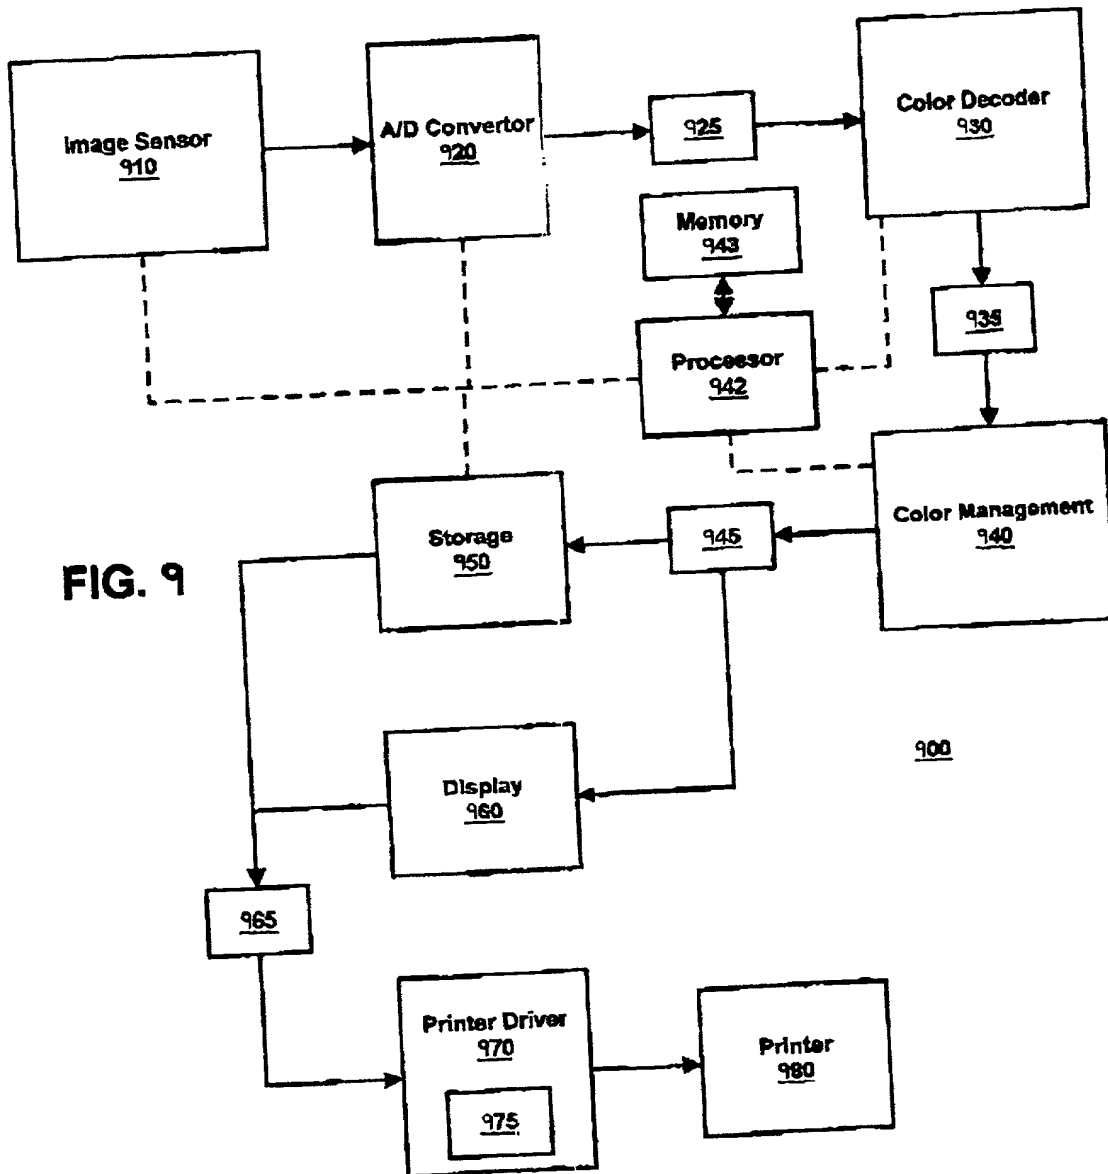 Image Sensor
910
A/D Convertor
920
925
Color Decoder
930
Memory
943
935
Processor
942
Storage
950
945
Color Management
940
FIG. 9
900
Display
960
965
Printer Driver
970
975
Printer
980